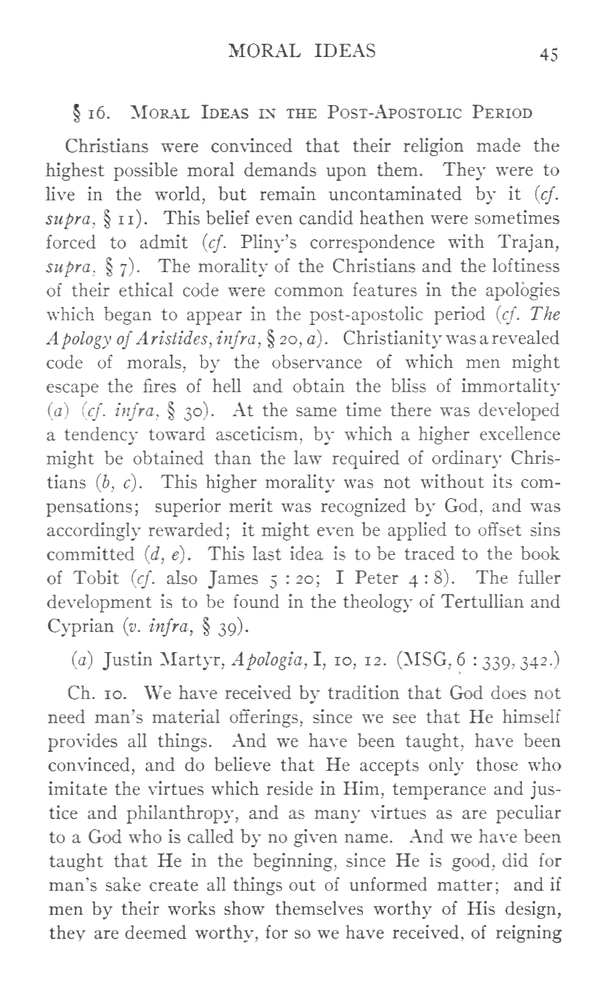 MORAL IDEAS 45
§ 16. Moral Ideas in the Post-Apostolic Period
Christians were convinced that their religion made the
highest possible moral demands upon them. They were to
live in the world, but remain uncontaminated by it (cf.
supra, § 11). This belief even candid heathen were sometimes
forced to admit (cf. Pliny's correspondence with Trajan,
supra, § 7). The morality of the Christians and the loftiness
of their ethical code were common features in the apologies
which began to appear in the post-apostolic period (cf. The
Apology of Aristides, infra, § 20, a). Christianity was a revealed
code of morals, by the observance of which men might
escape the fires of hell and obtain the bliss of immortality
(a) (cf. infra, § 30). At the same time there was developed
a tendency toward asceticism, by which a higher excellence
might be obtained than the law required of ordinary Chris-
tians (b, c). This higher morality was not without its com-
pensations; superior merit was recognized by God, and was
accordingly rewarded; it might even be applied to offset sins
committed (d, e). This last idea is to be traced to the book
of Tobit (cf. also James 5 : 20; I Peter 4 : 8). The fuller
development is to be found in the theology of Tertullian and
Cyprian (v. infra, § 39).
(a) Justin Martyr, Apologia, I, 10, 12. (MSG, 6 : 339, 342.)
Ch. 10. We have received by tradition that God does not
need man's material offerings, since we see that He himself
provides all things. And we have been taught, have been
convinced, and do believe that He accepts only those who
imitate the virtues which reside in Him, temperance and jus-
tice and philanthropy, and as many virtues as are peculiar
to a God who is called by no given name. And we have been
taught that He in the beginning, since He is good, did for
man's sake create all things out of unformed matter; and if
men by their works show themselves worthy of His design,
they are deemed worthy, for so we have received, of reigning